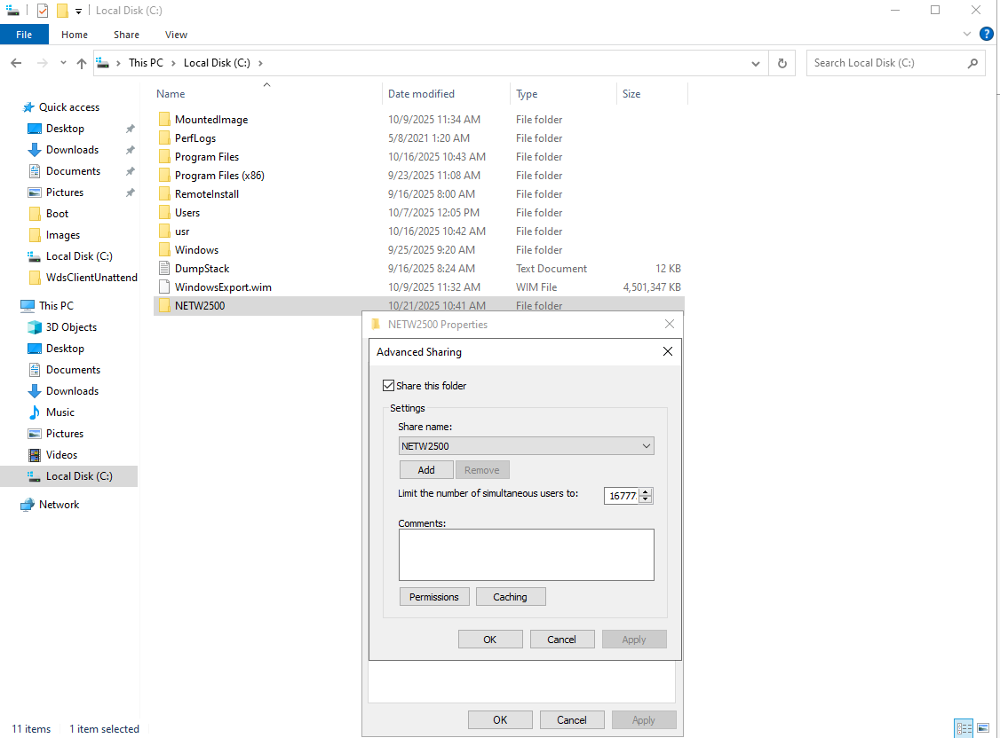 Local Disk (C:)
File Home Share View
This PC Local Disk (C:) Search Local Disk (C:)
Name Date modified Type Size
Quick access
Desktop
Downloads
Documents
Pictures
Boot
Images
Local Disk (C:)
WdsClientUnattend
This PC
3D Objects
Desktop
Documents
Downloads
Music
Pictures
Videos
Local Disk (C:)
Network
MountedImage 10/9/2025 11:34 AM File folder
PerfLogs 5/8/2021 1:20 AM File folder
Program Files 10/16/2025 10:43 AM File folder
Program Files (x86) 9/23/2025 11:08 AM File folder
RemoteInstall 9/16/2025 8:00 AM File folder
Users 10/7/2025 12:05 PM File folder
usr 10/16/2025 10:42 AM File folder
Windows 9/25/2025 9:20 AM File folder
DumpStack 9/16/2025 8:24 AM Text Document 12 KB
WindowsExport.wim 10/9/2025 11:32 AM WIM File 4,501,347 KB
NETW2500 10/21/2025 10:41 AM File folder
NETW2500 Properties
Advanced Sharing
Share this folder
Settings
Share name:
NETW2500
Add Remove
Limit the number of simultaneous users to: 16777
Comments:
Permissions Caching
OK Cancel Apply
OK Cancel Apply
11 items 1 item selected